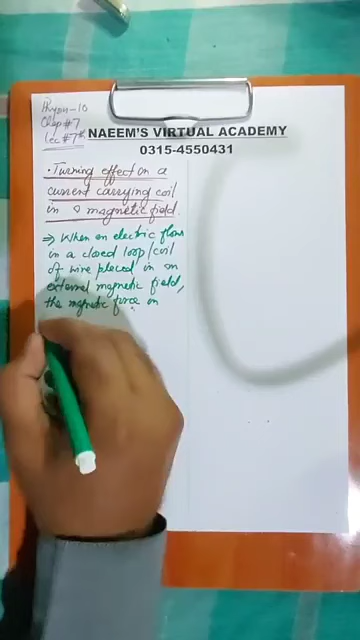 Physics-10
Chap#7
Lec#7
NAEEM'S VIRTUAL ACADEMY
0315-4550431
• Turning effect on a
current carrying coil
in a magnetic field.
⇒ When an electric flows
in a closed loop/coil
of wire placed in an
external magnetic field,
the magnetic force on